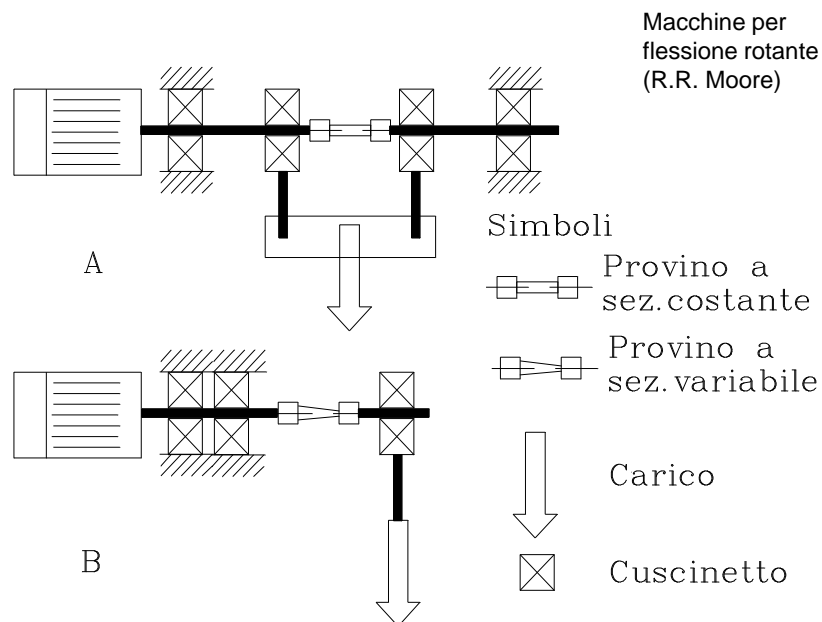 Macchine per
flessione rotante
(R.R. Moore)
A
Simboli
Provino a
sez.costante
Provino a
sez.variabile
Carico
B
Cuscinetto